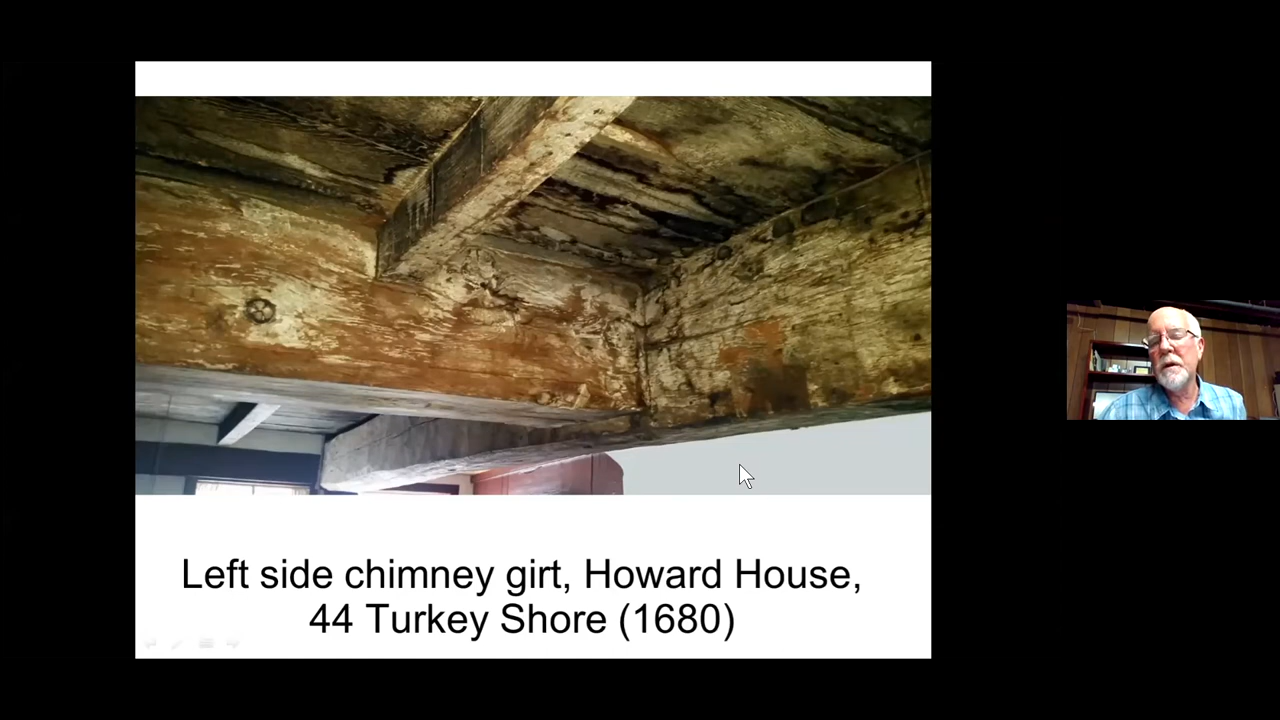 Left side chimney girt, Howard House,
44 Turkey Shore (1680)